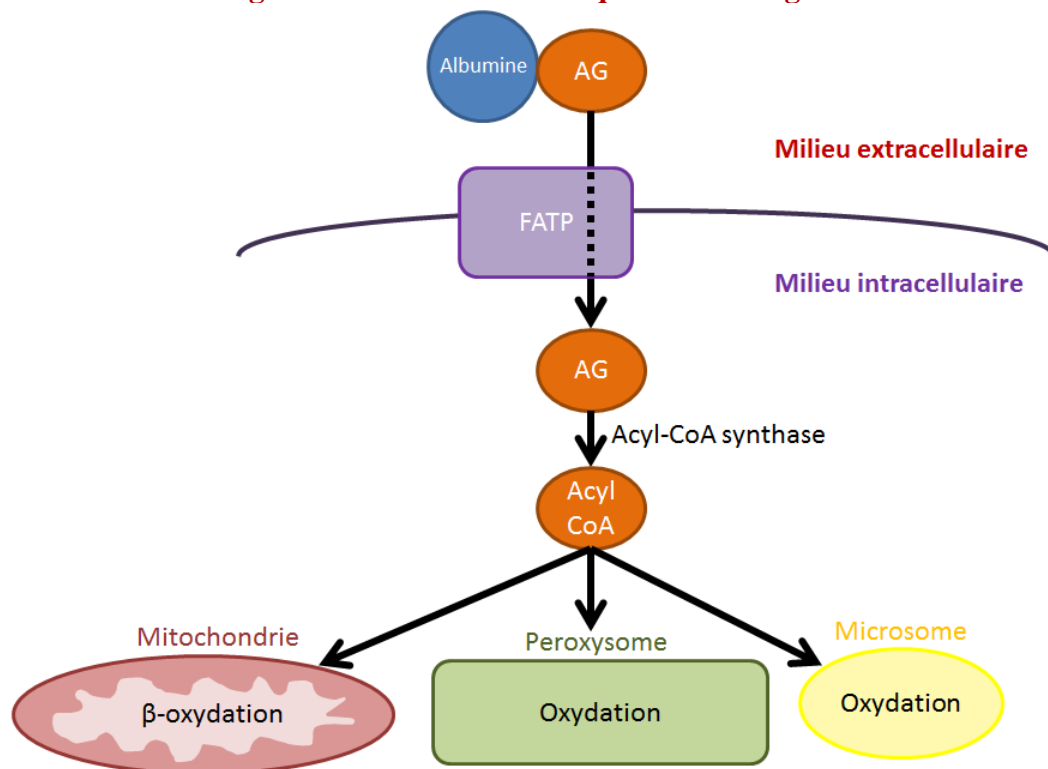 Albumine
AG
Milieu extracellulaire
FATP
Milieu intracellulaire
AG
Acyl-CoA synthase
Acyl
CoA
Mitochondrie
Peroxysome
Microsome
β-oxydation
Oxydation
Oxydation